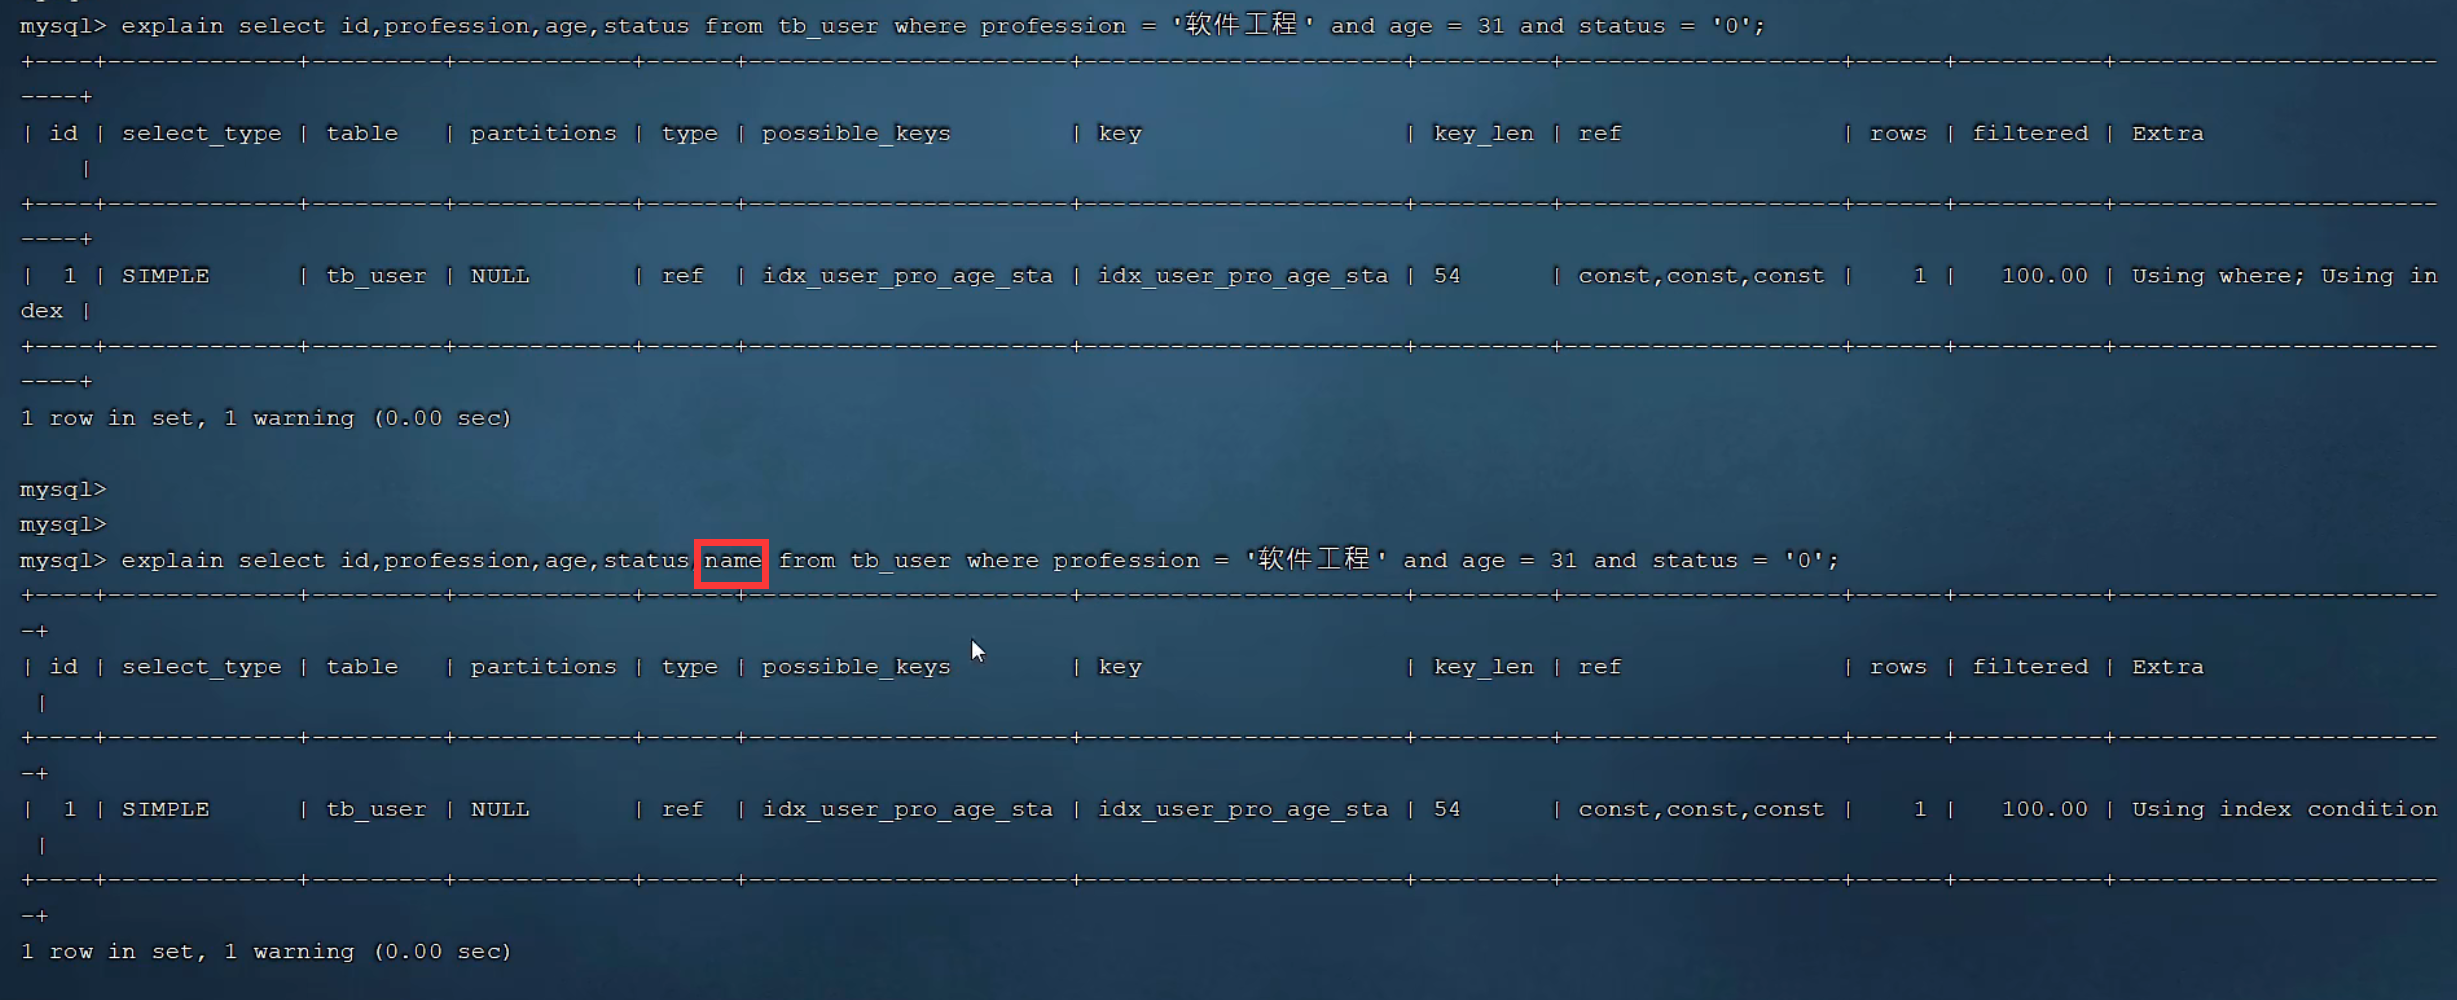 mysql> explain select id,profession,age,status from tb_user where profession = '软件工程' and age = 31 and status = '0';
+----+-------------+---------+------------+------+----------------------+----------------------+---------+-------------------+------+----------+----------------------
----+
| id | select_type | table   | partitions | type | possible_keys        | key                  | key_len | ref               | rows | filtered | Extra
    |
+----+-------------+---------+------------+------+----------------------+----------------------+---------+-------------------+------+----------+----------------------
----+
|  1 | SIMPLE      | tb_user | NULL       | ref  | idx_user_pro_age_sta | idx_user_pro_age_sta | 54      | const,const,const |    1 |   100.00 | Using where; Using in
dex |
+----+-------------+---------+------------+------+----------------------+----------------------+---------+-------------------+------+----------+----------------------
----+
1 row in set, 1 warning (0.00 sec)
mysql>
mysql>
mysql> explain select id,profession,age,status,name from tb_user where profession = '软件工程' and age = 31 and status = '0';
+----+-------------+---------+------------+------+----------------------+----------------------+---------+-------------------+------+----------+----------------------
-+
| id | select_type | table   | partitions | type | possible_keys        | key                  | key_len | ref               | rows | filtered | Extra
 |
+----+-------------+---------+------------+------+----------------------+----------------------+---------+-------------------+------+----------+----------------------
-+
|  1 | SIMPLE      | tb_user | NULL       | ref  | idx_user_pro_age_sta | idx_user_pro_age_sta | 54      | const,const,const |    1 |   100.00 | Using index condition
 |
+----+-------------+---------+------------+------+----------------------+----------------------+---------+-------------------+------+----------+----------------------
-+
1 row in set, 1 warning (0.00 sec)